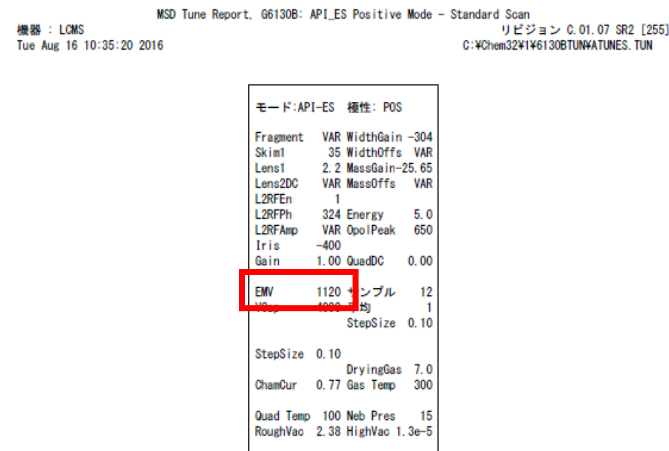 MSD Tune Report, G6130B: API_ES Positive Mode - Standard Scan
機器 : LCMS リビジョン C.01.07 SR2 [255]
Tue Aug 16 10:35:20 2016 C:¥Chem32¥1¥6130BTUN¥ATUNES.TUN
モード:API-ES 極性: POS
Fragment VAR WidthGain -304
Skim1 35 WidthOffs VAR
Lens1 2.2 MassGain-25.65
Lens2DC VAR MassOffs VAR
L2RFEn 1
L2RFPh 324 Energy 5.0
L2RFAmp VAR OpolPeak 650
Iris -400
Gain 1.00 QuadDC 0.00
EMV 1120 サンプル 12
平均 1
StepSize 0.10
StepSize 0.10
DryingGas 7.0
ChamCur 0.77 Gas Temp 300
Quad Temp 100 Neb Pres 15
RoughVac 2.38 HighVac 1.3e-5